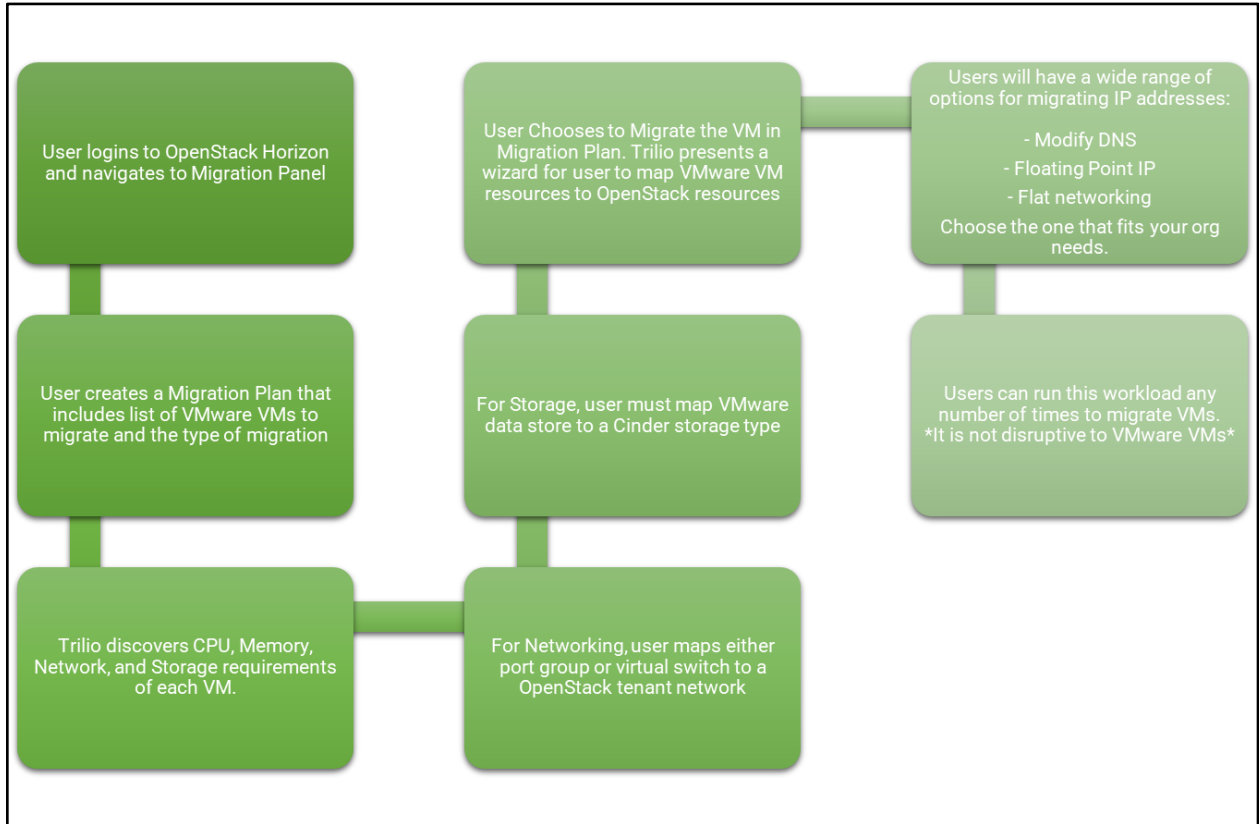 User logins to OpenStack Horizon
and navigates to Migration Panel
User creates a Migration Plan that
includes list of VMware VMs to
migrate and the type of migration
Trilio discovers CPU, Memory,
Network, and Storage requirements
of each VM.
For Networking, user maps either
port group or virtual switch to a
OpenStack tenant network
For Storage, user must map VMware
data store to a Cinder storage type
User Chooses to Migrate the VM in
Migration Plan. Trilio presents a
wizard for user to map VMware VM
resources to OpenStack resources
Users will have a wide range of
options for migrating IP addresses:
- Modify DNS
- Floating Point IP
- Flat networking
Choose the one that fits your org
needs.
Users can run this workload any
number of times to migrate VMs.
*It is not disruptive to VMware VMs*